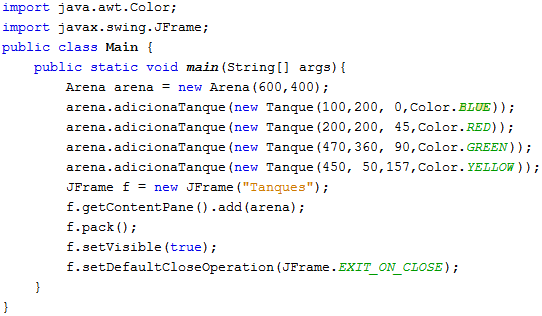 import java.awt.Color;
import javax.swing.JFrame;
public class Main {
    public static void main(String[] args){
        Arena arena = new Arena(600,400);
        arena.adicionaTanque(new Tanque(100,200, 0,Color.BLUE));
        arena.adicionaTanque(new Tanque(200,200, 45,Color.RED));
        arena.adicionaTanque(new Tanque(470,360, 90,Color.GREEN));
        arena.adicionaTanque(new Tanque(450, 50,157,Color.YELLOW));
        JFrame f = new JFrame("Tanques");
        f.getContentPane().add(arena);
        f.pack();
        f.setVisible(true);
        f.setDefaultCloseOperation(JFrame.EXIT_ON_CLOSE);
    }
}